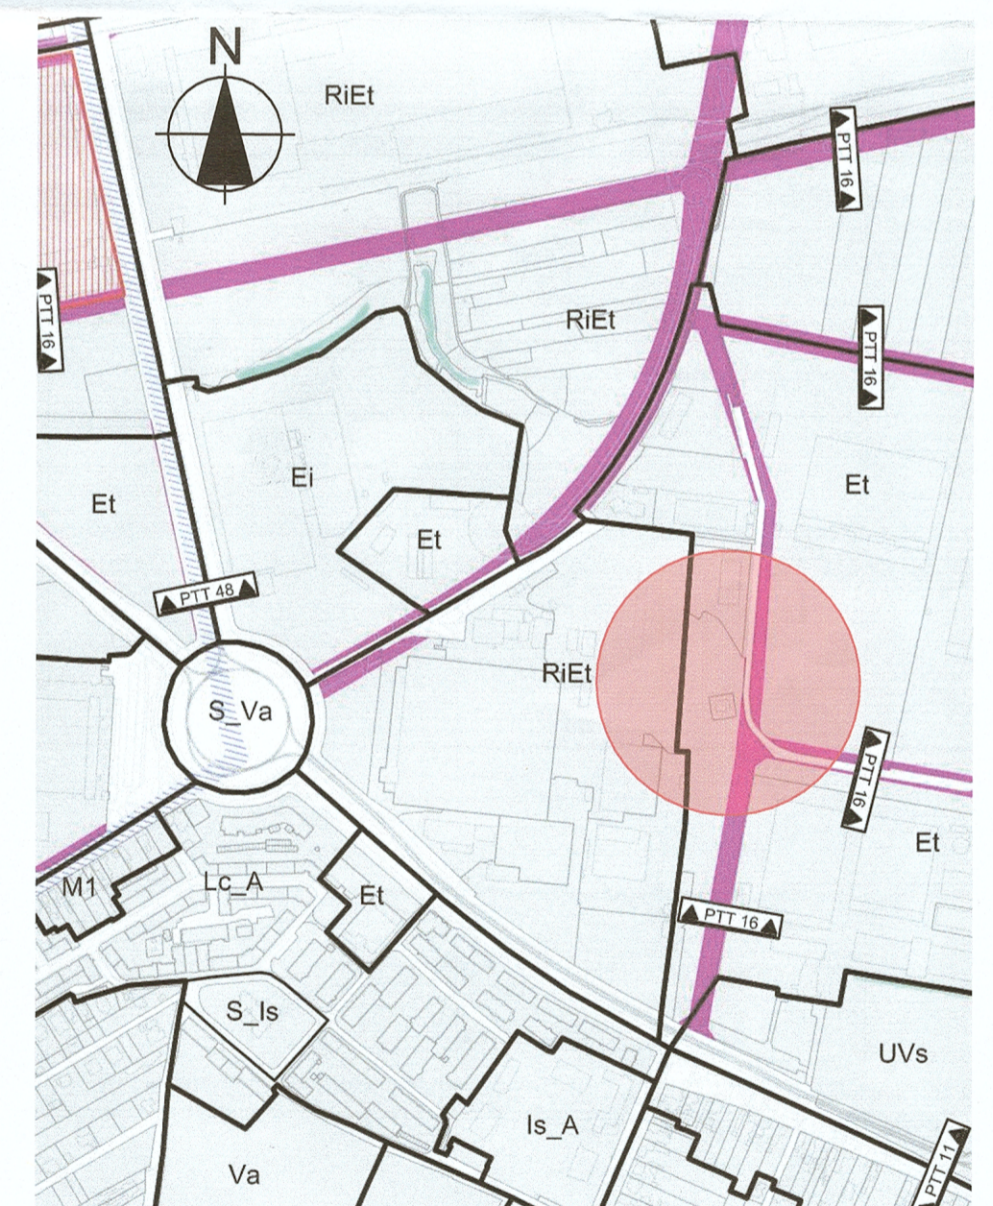 N
RiEt
PTT 16
PTT 16
RiEt
PTT 16
Ei
Et
Et
Et
PTT 48
RiEt
S_Va
PTT 16
Et
M1
Lc_A
Et
PTT 16
S_Is
UVs
Is_A
PTT 11
Va